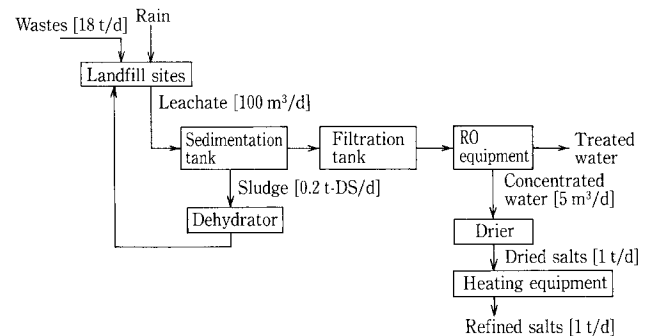 Wastes [18 t/d]
Rain
Landfill sites
Leachate [100 m³/d]
Sedimentation
tank
Filtration
tank
RO
equipment
Treated
water
Sludge [0.2 t-DS/d]
Concentrated
water [5 m³/d]
Dehydrator
Drier
Dried salts [1 t/d]
Heating equipment
Refined salts [1 t/d]